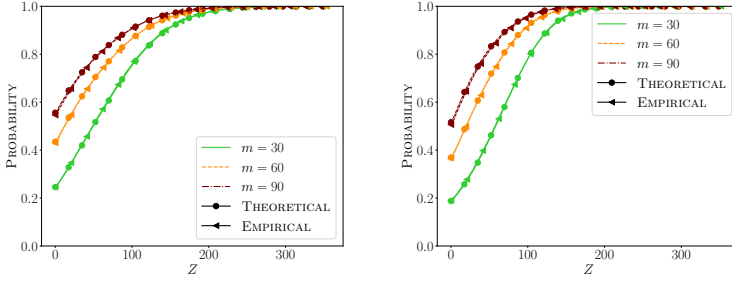 PROBABILITY
1.0
0.8
0.6
0.4
0.2
0.0
0
100
200
300
Z
m = 30
m = 60
m = 90
THEORETICAL
EMPIRICAL
PROBABILITY
1.0
0.8
0.6
0.4
0.2
0.0
0
100
200
300
Z
m = 30
m = 60
m = 90
THEORETICAL
EMPIRICAL